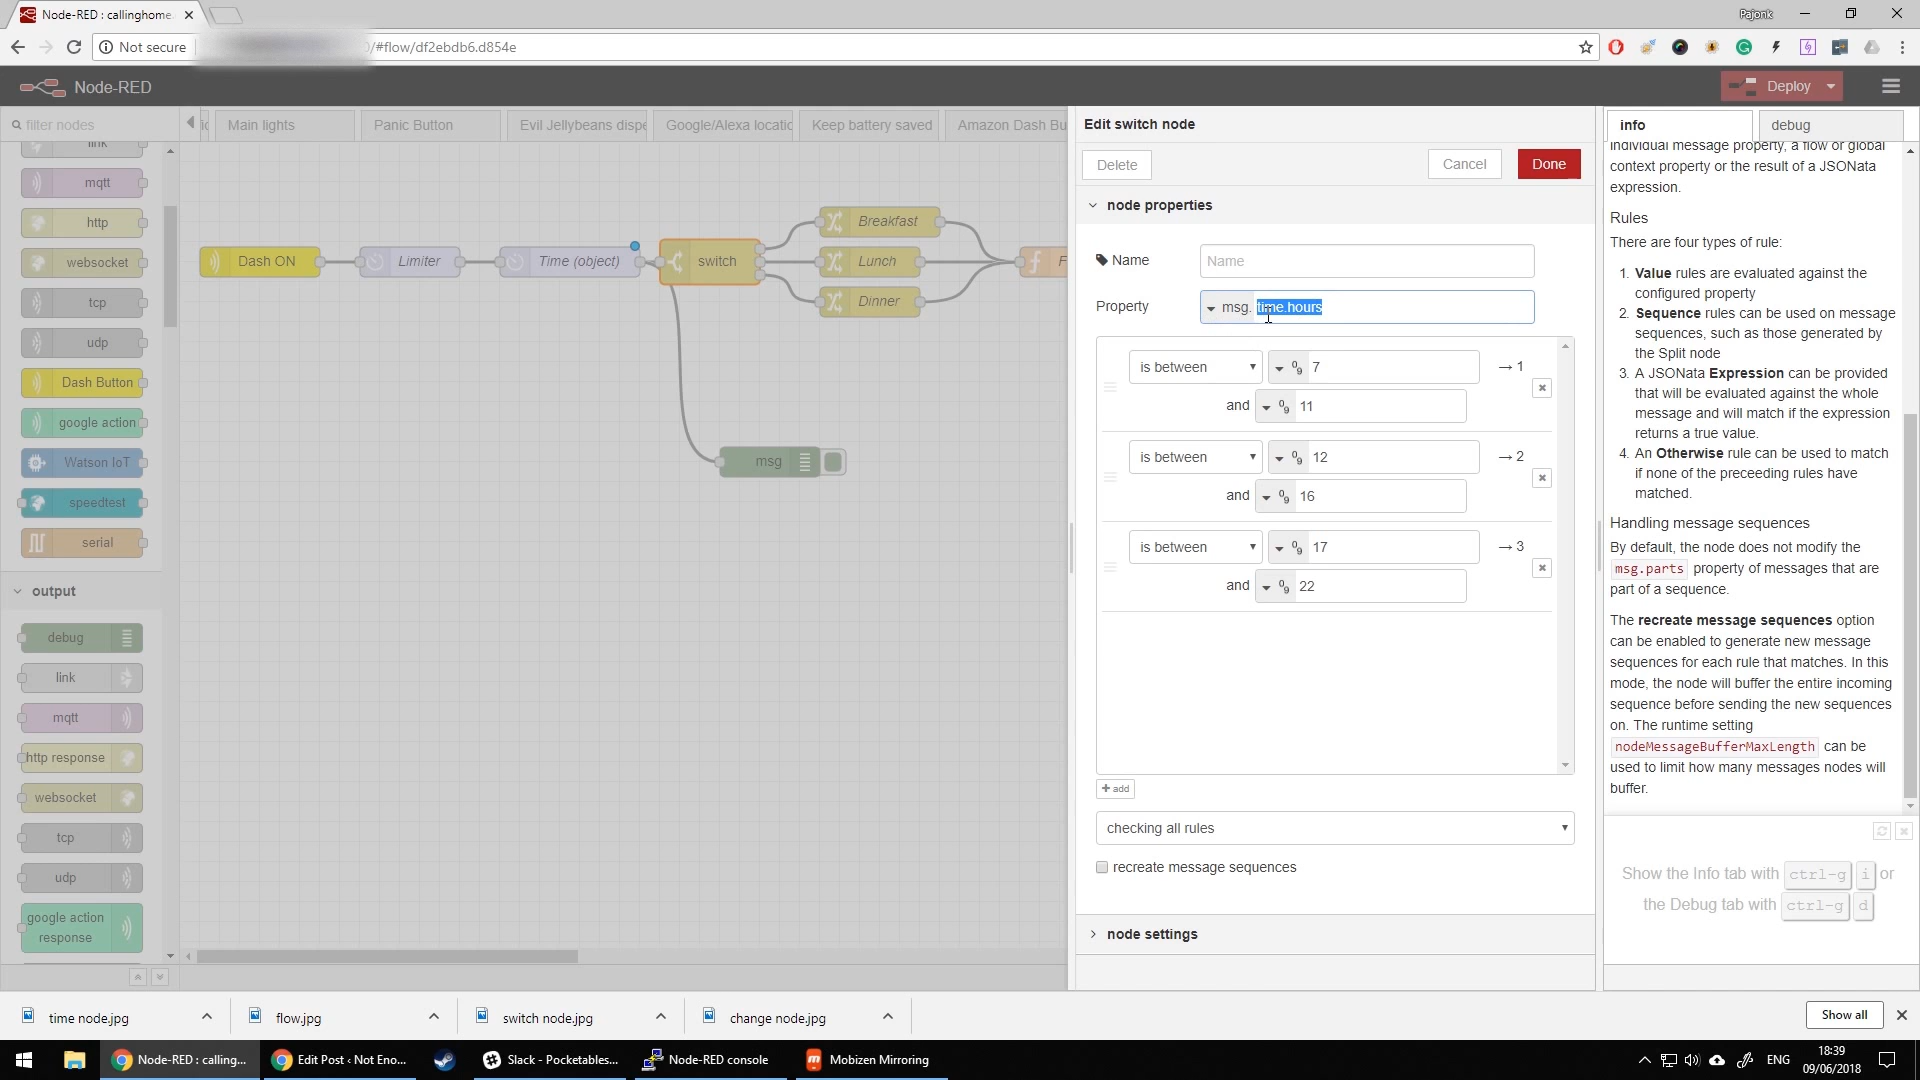 Node-RED : callinghome
Pajonk
Not secure
/#flow/df2ebdb6.d854e
Node-RED
Deploy
filter nodes
Main lights
Panic Button
Evil Jellybeans dispe
Google/Alexa locatic
Keep battery saved
Amazon Dash Bu
link
mqtt
http
websocket
tcp
udp
Dash Button
google action
Watson IoT
speedtest
serial
output
debug
link
mqtt
http response
websocket
tcp
udp
google action
response
Dash ON
Limiter
Time (object)
switch
Breakfast
Lunch
Dinner
F
msg
Edit switch node
Delete
Cancel
Done
node properties
Name
Name
Property
msg. time.hours
is between
7
→ 1
and
11
is between
12
→ 2
and
16
is between
17
→ 3
and
22
+ add
checking all rules
recreate message sequences
node settings
info
debug
individual message property, a flow or global
context property or the result of a JSONata
expression.
Rules
There are four types of rule:
1. Value rules are evaluated against the
configured property
2. Sequence rules can be used on message
sequences, such as those generated by
the Split node
3. A JSONata Expression can be provided
that will be evaluated against the whole
message and will match if the expression
returns a true value.
4. An Otherwise rule can be used to match
if none of the preceeding rules have
matched.
Handling message sequences
By default, the node does not modify the
msg.parts property of messages that are
part of a sequence.
The recreate message sequences option
can be enabled to generate new message
sequences for each rule that matches. In this
mode, the node will buffer the entire incoming
sequence before sending the new sequences
on. The runtime setting
nodeMessageBufferMaxLength can be
used to limit how many messages nodes will
buffer.
Show the Info tab with ctrl-g i or
the Debug tab with ctrl-g d
time node.jpg
flow.jpg
switch node.jpg
change node.jpg
Show all
Node-RED : calling...
Edit Post ‹ Not Eno...
Slack - Pocketables...
Node-RED console
Mobizen Mirroring
ENG
18:39
09/06/2018